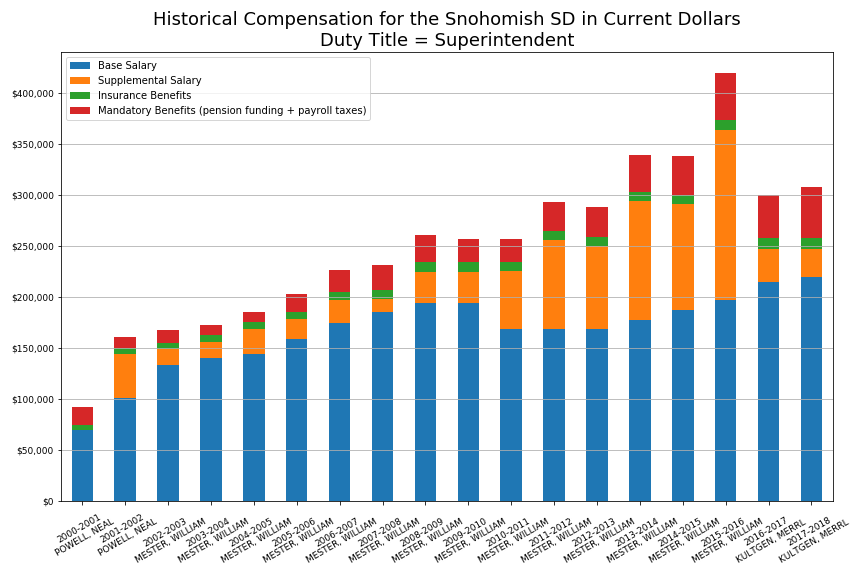 Historical Compensation for the Snohomish SD in Current Dollars
Duty Title = Superintendent
Base Salary
Supplemental Salary
Insurance Benefits
Mandatory Benefits (pension funding + payroll taxes)
$400,000
$350,000
$300,000
$250,000
$200,000
$150,000
$100,000
$50,000
$0
2000-2001
POWELL, NEAL
2001-2002
POWELL, NEAL
2002-2003
MESTER, WILLIAM
2003-2004
MESTER, WILLIAM
2004-2005
MESTER, WILLIAM
2005-2006
MESTER, WILLIAM
2006-2007
MESTER, WILLIAM
2007-2008
MESTER, WILLIAM
2008-2009
MESTER, WILLIAM
2009-2010
MESTER, WILLIAM
2010-2011
MESTER, WILLIAM
2011-2012
MESTER, WILLIAM
2012-2013
MESTER, WILLIAM
2013-2014
MESTER, WILLIAM
2014-2015
MESTER, WILLIAM
2015-2016
MESTER, WILLIAM
2016-2017
KULTGEN, MERRL
2017-2018
KULTGEN, MERRL